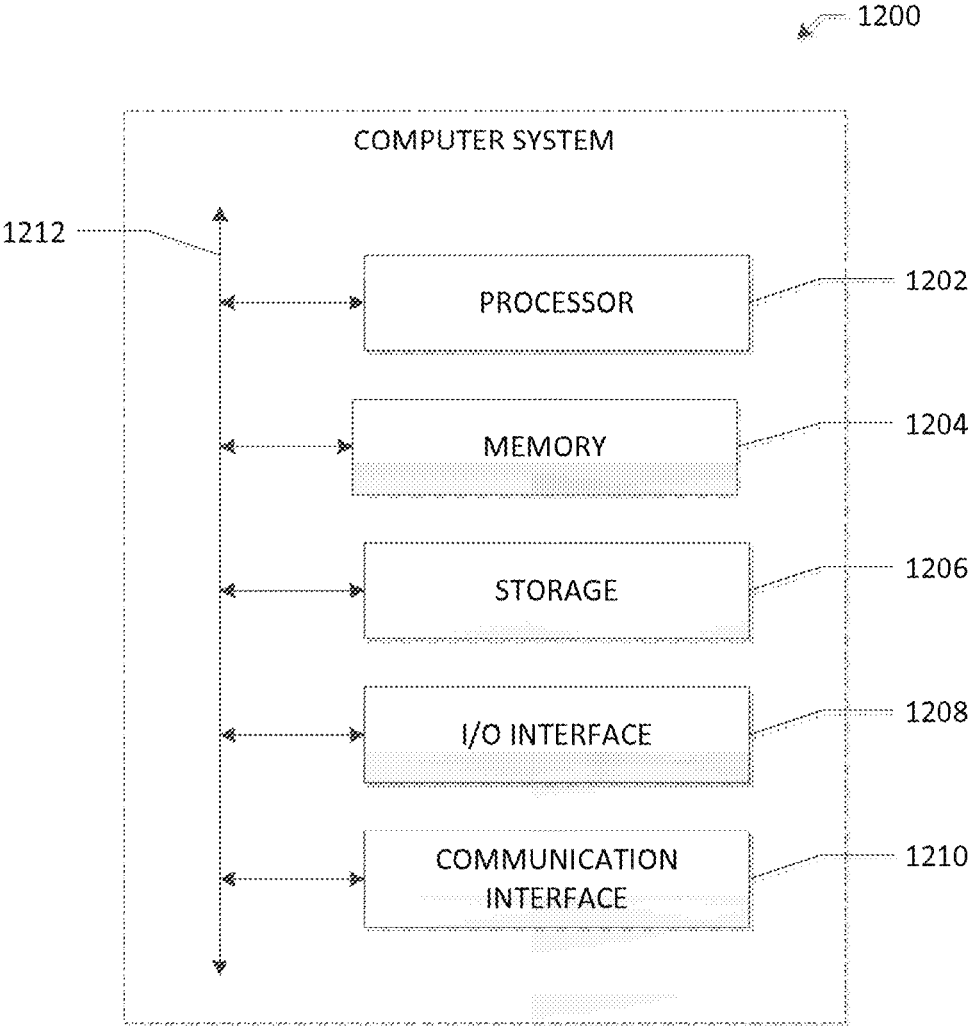 1200
COMPUTER SYSTEM
1212
PROCESSOR
1202
MEMORY
1204
STORAGE
1206
I/O INTERFACE
1208
COMMUNICATION
INTERFACE
1210